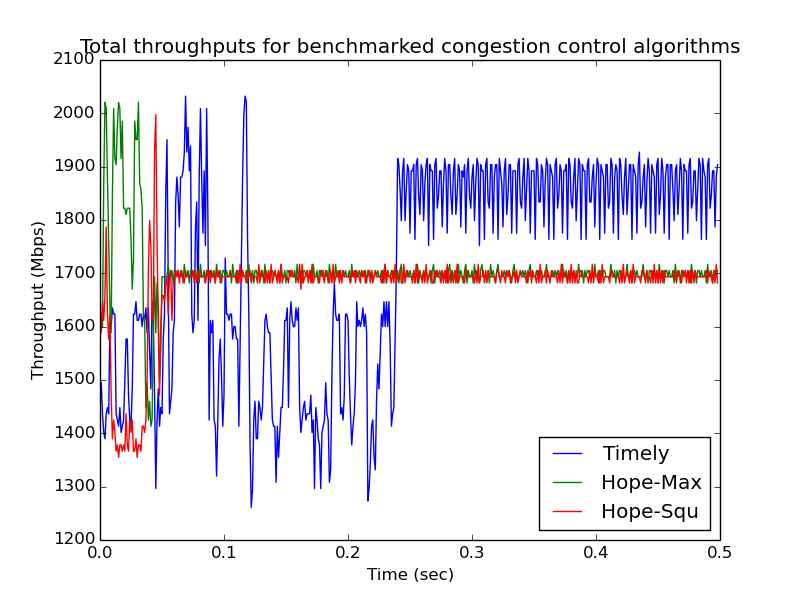 Total throughputs for benchmarked congestion control algorithms
2100
2000
1900
1800
1700
1600
1500
1400
1300
1200
Throughput (Mbps)
Timely
Hope-Max
Hope-Squ
0.0 0.1 0.2 0.3 0.4 0.5
Time (sec)